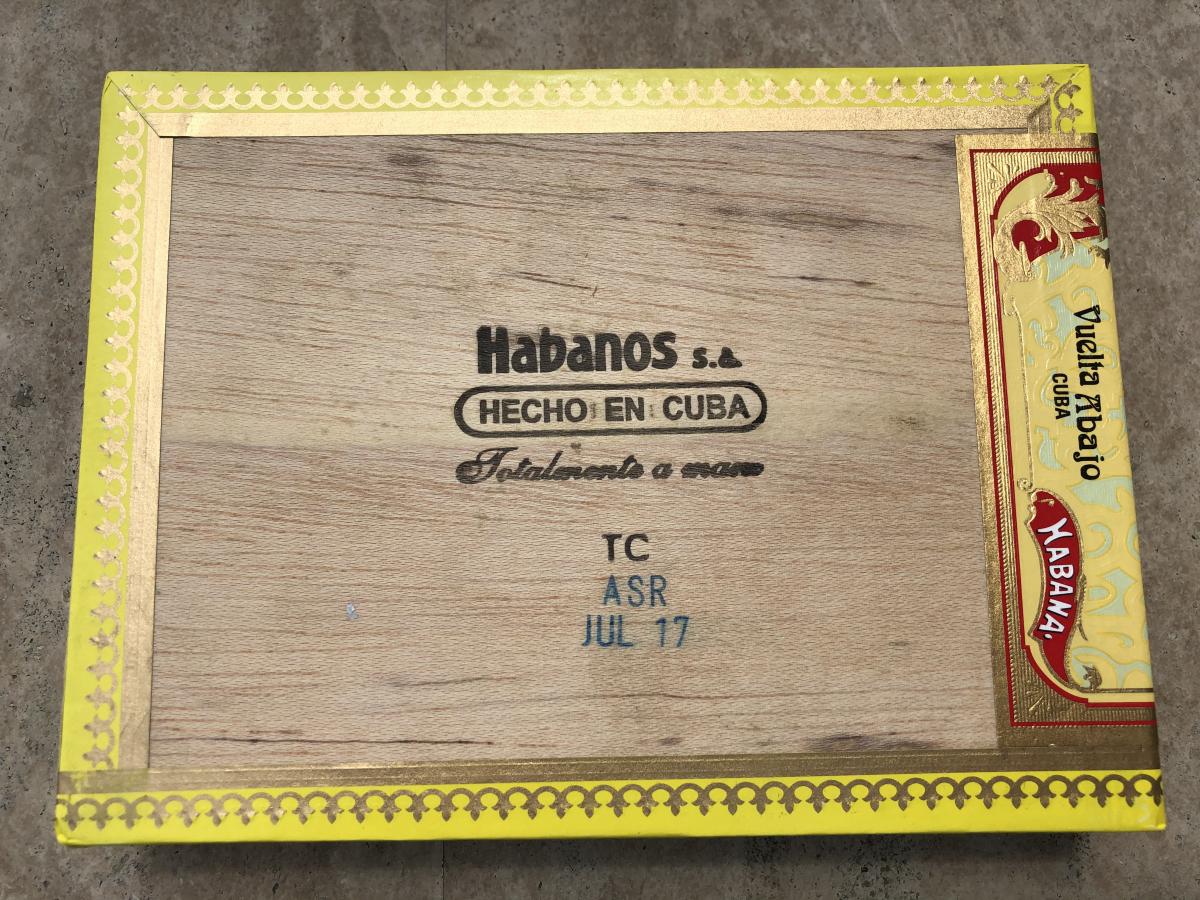 Habanos s.a.
HECHO EN CUBA
Totalmente a mano
TC
ASR
JUL 17
Vuelta Abajo
CUBA
HABANA.